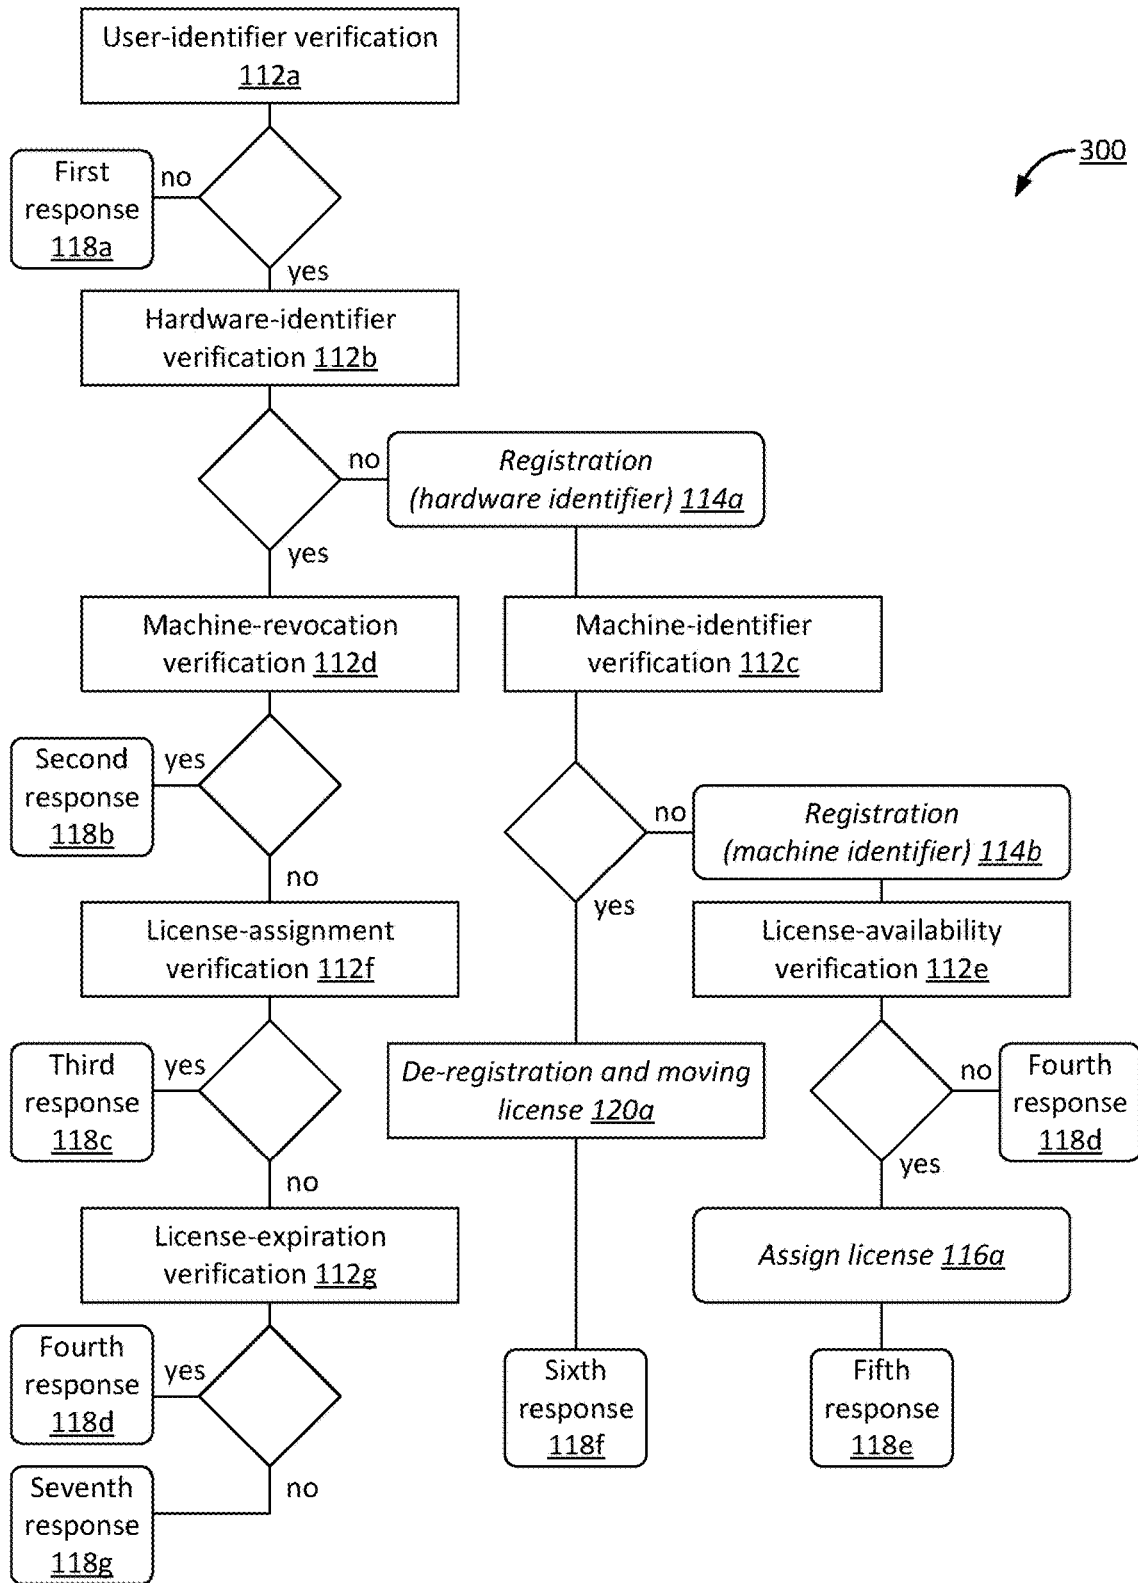 User-identifier verification
112a
300
First
response
118a
no
yes
Hardware-identifier
verification 112b
no
Registration
(hardware identifier) 114a
yes
Machine-revocation
verification 112d
Machine-identifier
verification 112c
Second
response
118b
yes
no
no
Registration
(machine identifier) 114b
yes
License-assignment
verification 112f
License-availability
verification 112e
Third
response
118c
yes
no
De-registration and moving
license 120a
no
Fourth
response
118d
yes
License-expiration
verification 112g
Assign license 116a
Fourth
response
118d
yes
no
Sixth
response
118f
Fifth
response
118e
Seventh
response
118g